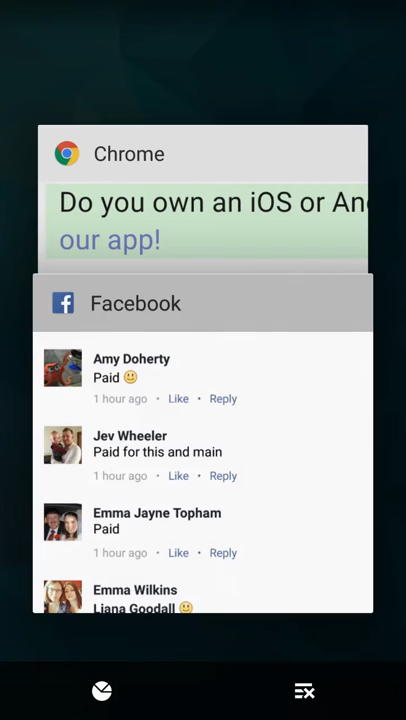 Chrome
Do you own an iOS or An
our app!
Facebook
Amy Doherty
Paid 🙂
1 hour ago • Like • Reply
Jev Wheeler
Paid for this and main
1 hour ago • Like • Reply
Emma Jayne Topham
Paid
1 hour ago • Like • Reply
Emma Wilkins
Liana Goodall 🙂